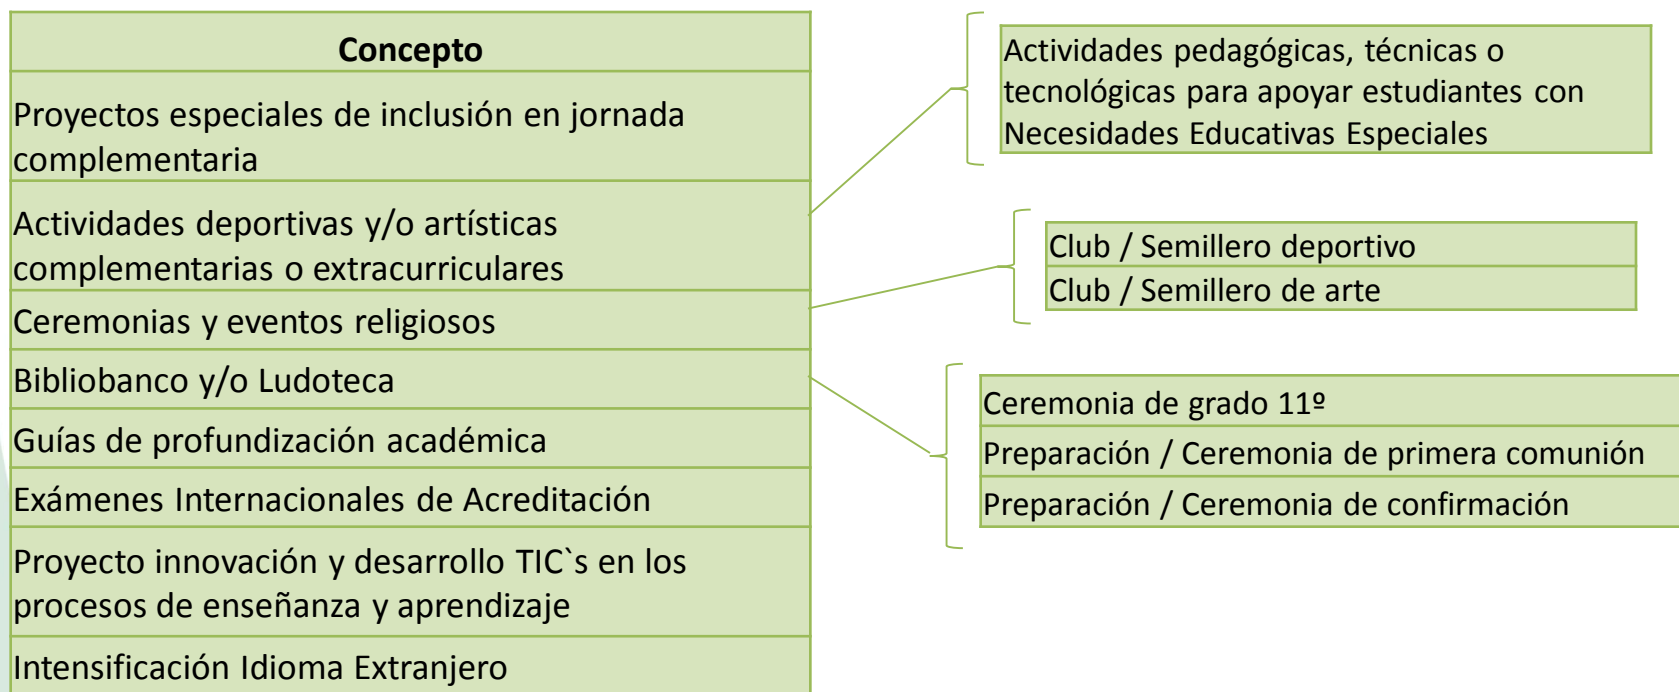 Concepto
Proyectos especiales de inclusión en jornada
complementaria
Actividades deportivas y/o artísticas
complementarias o extracurriculares
Ceremonias y eventos religiosos
Bibliobanco y/o Ludoteca
Guías de profundización académica
Exámenes Internacionales de Acreditación
Proyecto innovación y desarrollo TIC`s en los
procesos de enseñanza y aprendizaje
Intensificación Idioma Extranjero
Actividades pedagógicas, técnicas o
tecnológicas para apoyar estudiantes con
Necesidades Educativas Especiales
Club / Semillero deportivo
Club / Semillero de arte
Ceremonia de grado 11º
Preparación / Ceremonia de primera comunión
Preparación / Ceremonia de confirmación